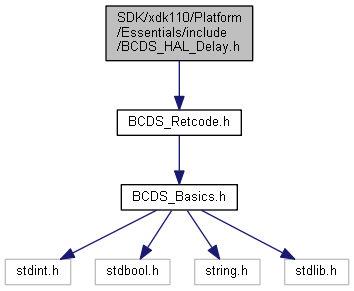 SDK/xdk110/Platform
/Essentials/include
/BCDS_HAL_Delay.h
BCDS_Retcode.h
BCDS_Basics.h
stdint.h
stdbool.h
string.h
stdlib.h